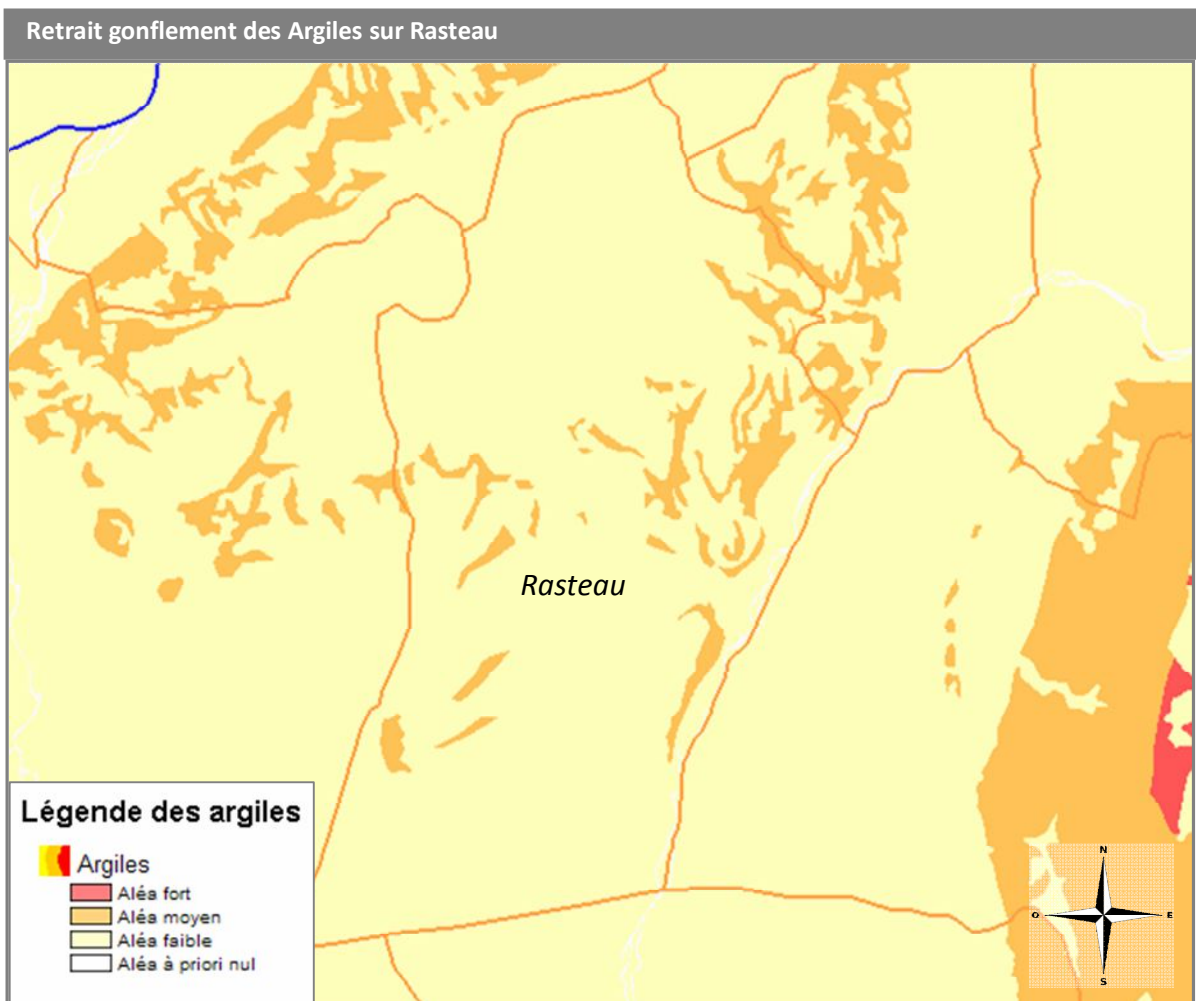 Retrait gonflement des Argiles sur Rasteau
Rasteau
Légende des argiles
Argiles
Aléa fort
Aléa moyen
Aléa faible
Aléa à priori nul
N
O
E
S